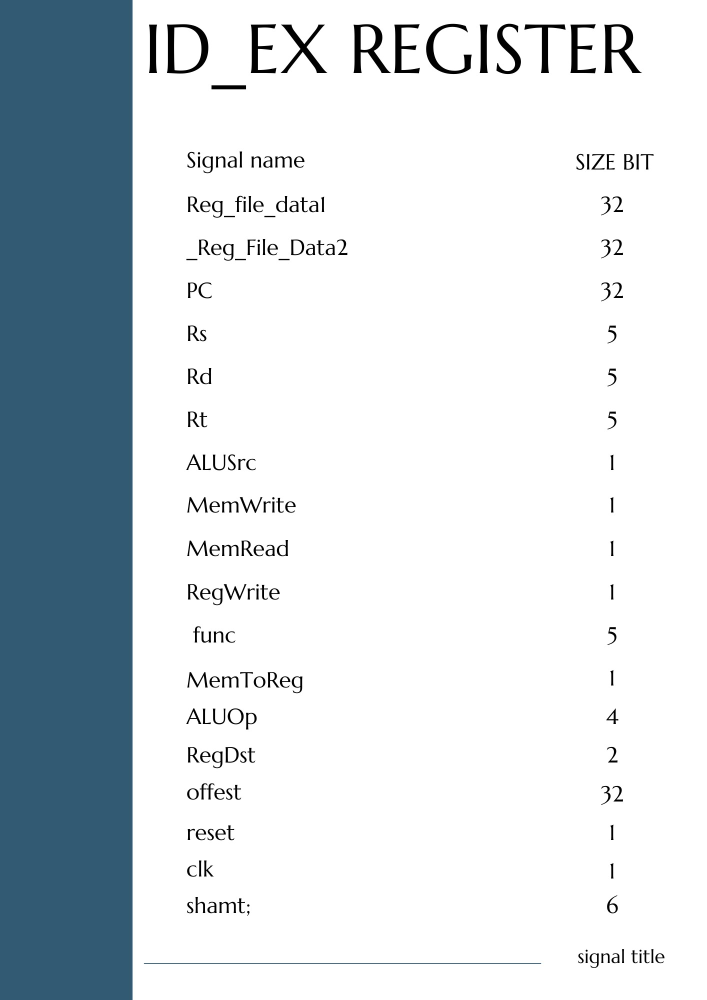 ID_EX REGISTER
Signal name SIZE BIT
Reg_file_data1 32
_Reg_File_Data2 32
PC 32
Rs 5
Rd 5
Rt 5
ALUSrc 1
MemWrite 1
MemRead 1
RegWrite 1
func 5
MemToReg 1
ALUOp 4
RegDst 2
offest 32
reset 1
clk 1
shamt; 6
signal title